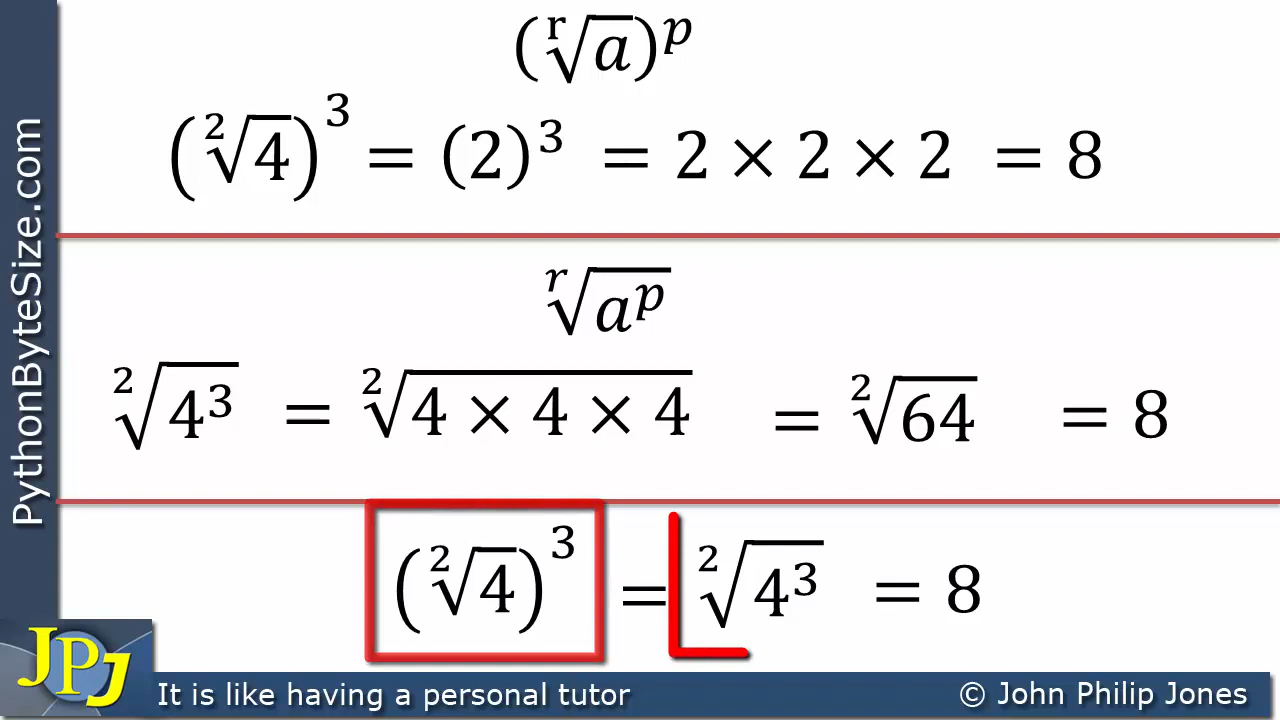 (ʳ√a)ᵖ
(²√4)³ = (2)³ = 2 × 2 × 2 = 8
ʳ√(aᵖ)
²√(4³) = ²√(4 × 4 × 4) = ²√64 = 8
(²√4)³ = ²√(4³) = 8
PythonByteSize.com
JPJ
It is like having a personal tutor
© John Philip Jones